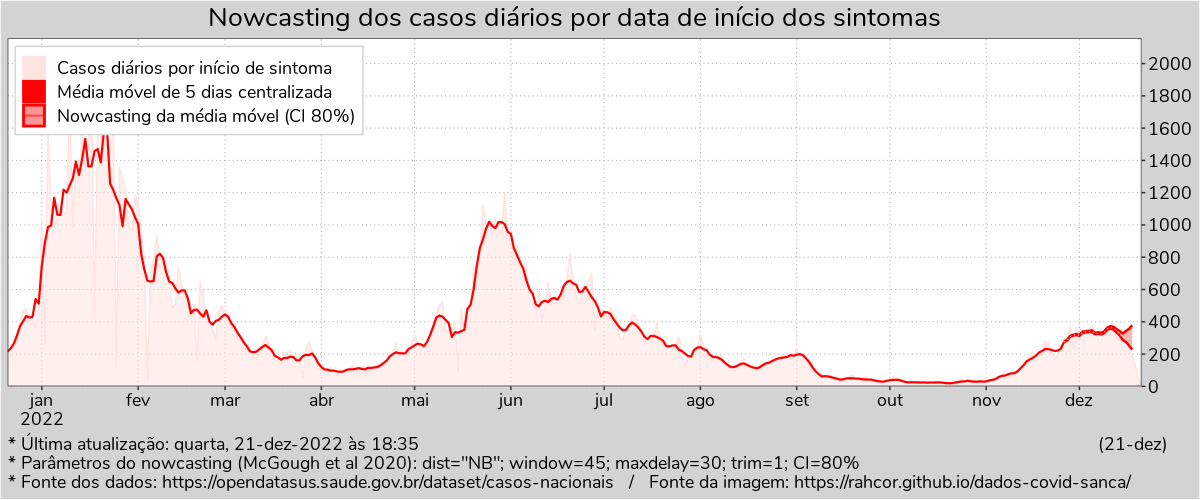 Nowcasting dos casos diários por data de início dos sintomas
Casos diários por início de sintoma
Média móvel de 5 dias centralizada
Nowcasting da média móvel (CI 80%)
2000
1800
1600
1400
1200
1000
800
600
400
200
0
jan fev mar abr mai jun jul ago set out nov dez
2022
* Última atualização: quarta, 21-dez-2022 às 18:35 (21-dez)
* Parâmetros do nowcasting (McGough et al 2020): dist="NB"; window=45; maxdelay=30; trim=1; CI=80%
* Fonte dos dados: https://opendatasus.saude.gov.br/dataset/casos-nacionais / Fonte da imagem: https://rahcor.github.io/dados-covid-sanca/